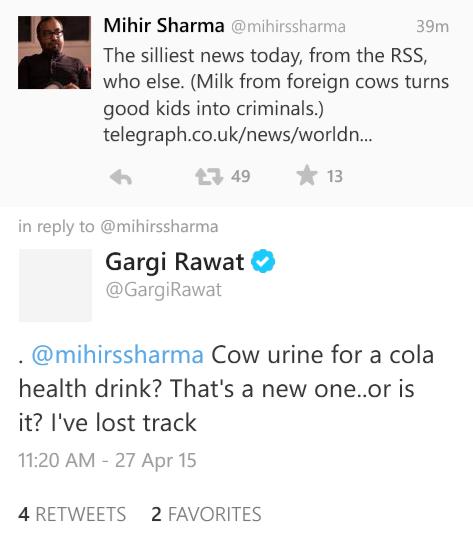 Mihir Sharma @mihirssharma 39m
The silliest news today, from the RSS,
who else. (Milk from foreign cows turns
good kids into criminals.)
telegraph.co.uk/news/worldn...
49 13
in reply to @mihirssharma
Gargi Rawat
@GargiRawat
. @mihirssharma Cow urine for a cola
health drink? That's a new one..or is
it? I've lost track
11:20 AM - 27 Apr 15
4 RETWEETS 2 FAVORITES